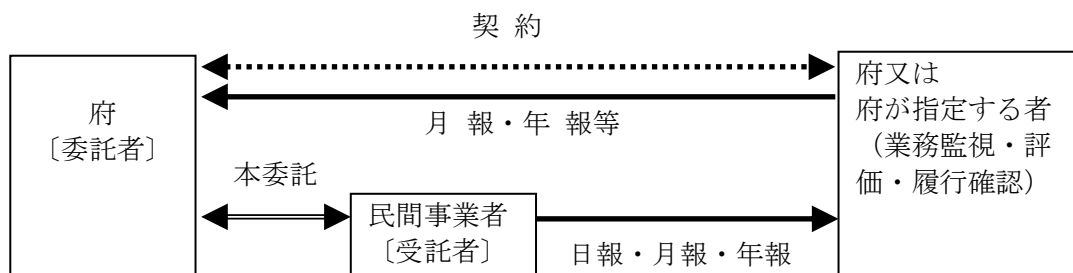 契 約
府
〔委託者〕
府又は
府が指定する者
（業務監視・評
価・履行確認）
月 報・年 報等
本委託
民間事業者
〔受託者〕
日報・月報・年報